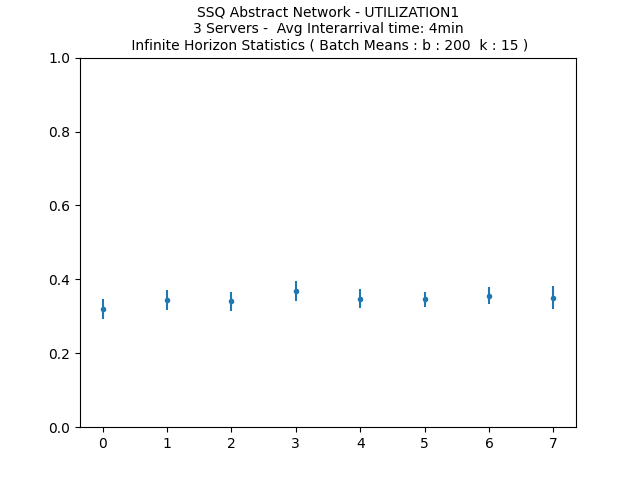 SSQ Abstract Network - UTILIZATION1
3 Servers -  Avg Interarrival time: 4min
Infinite Horizon Statistics ( Batch Means : b : 200  k : 15 )
1.0
0.8
0.6
0.4
0.2
0.0
0 1 2 3 4 5 6 7